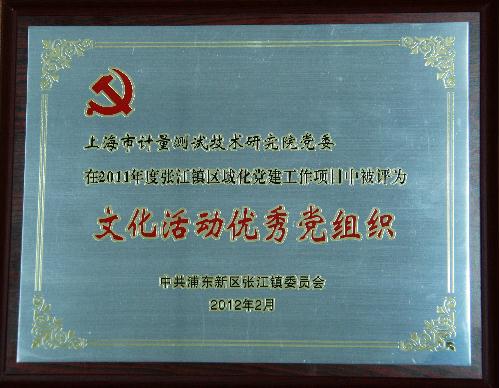 上海市计量测试技术研究院党委
在2011年度张江镇区域化党建工作项目中被评为
文化活动优秀党组织
中共浦东新区张江镇委员会
2012年2月